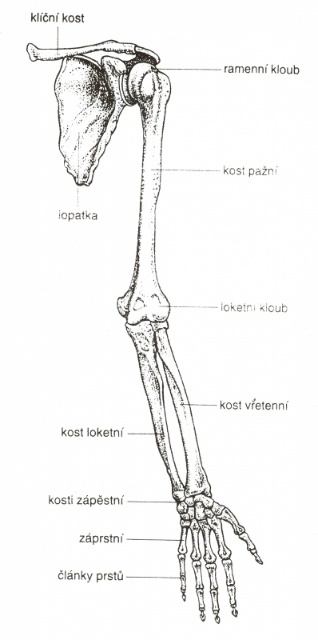 klíční kost
ramenní kloub
kost pažní
lopatka
loketní kloub
kost vřetenní
kost loketní
kosti zápěstní
záprstní
články prstů